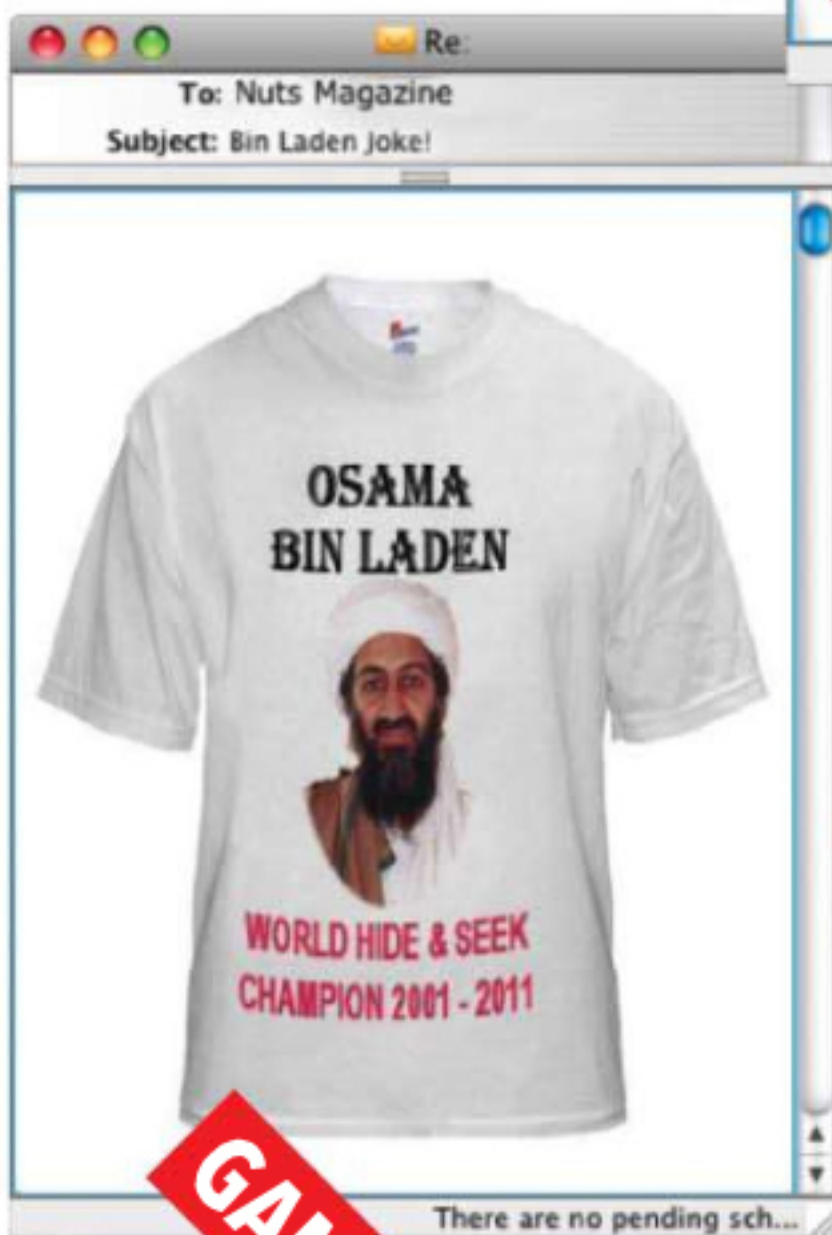 Re:
To: Nuts Magazine
Subject: Bin Laden Joke!
OSAMA
BIN LADEN
WORLD HIDE & SEEK
CHAMPION 2001 - 2011
There are no pending sch...